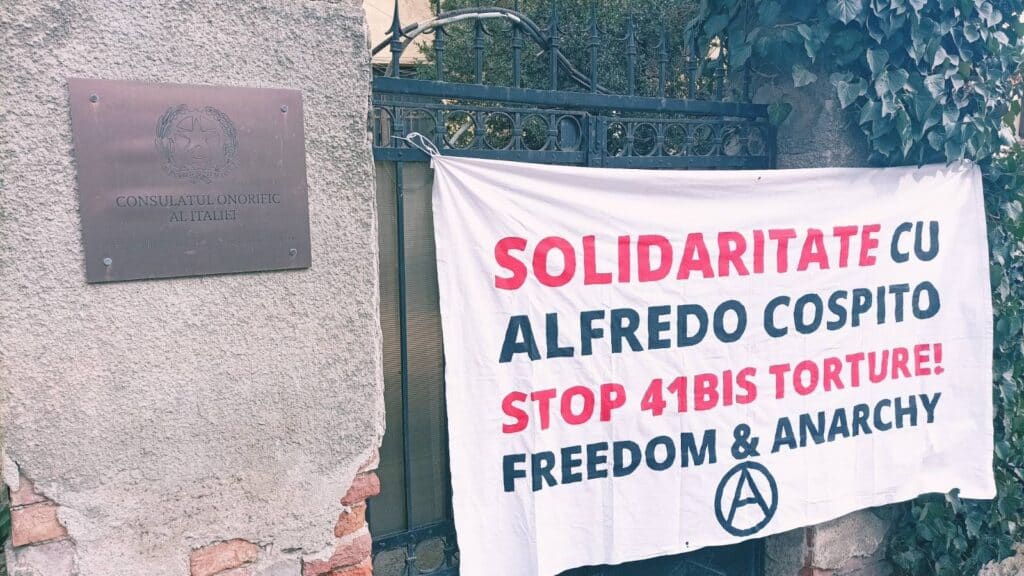 CONSULATUL ONORIFIC
AL ITALIEI
SOLIDARITATE CU
ALFREDO COSPITO
STOP 41BIS TORTURE!
FREEDOM & ANARCHY